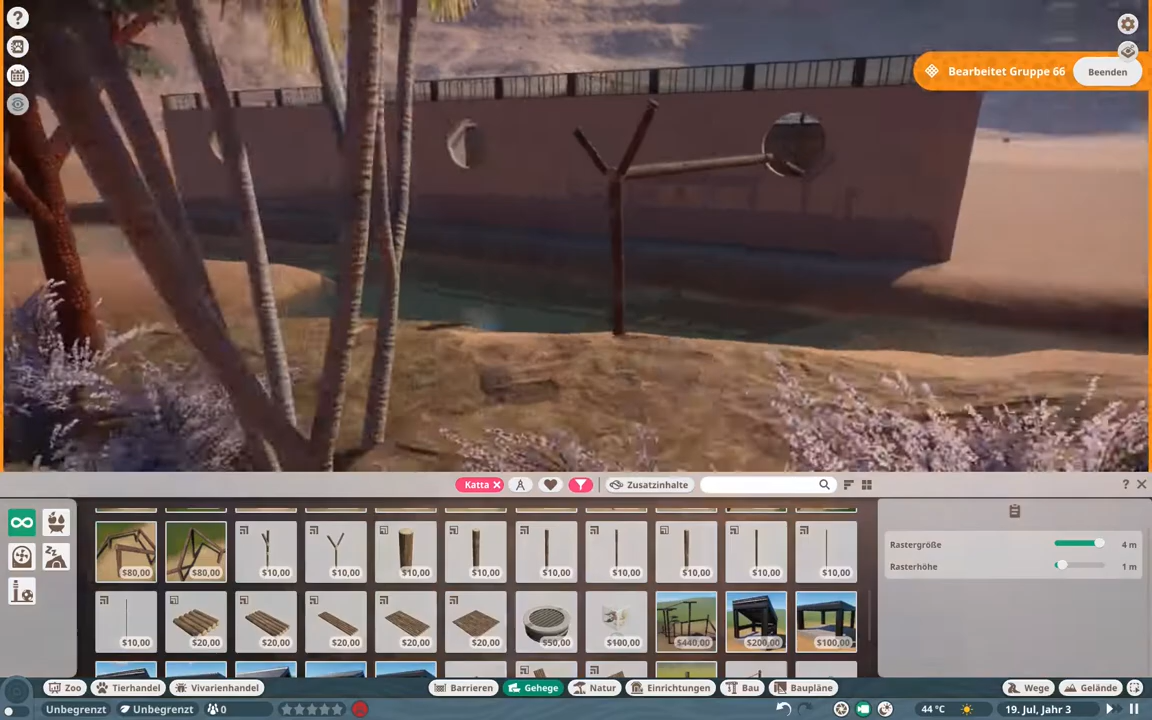 ?
Bearbeitet Gruppe 66
Beenden
Katta
Zusatzinhalte
?
$80,00
$80,00
$10,00
$10,00
$10,00
$10,00
$10,00
$10,00
$10,00
$10,00
$10,00
$10,00
$20,00
$20,00
$20,00
$20,00
$20,00
$50,00
$100,00
$440,00
$200,00
$100,00
Rastergröße
4 m
Rasterhöhe
1 m
Zoo
Tierhandel
Vivarienhandel
Barrieren
Gehege
Natur
Einrichtungen
Bau
Baupläne
Wege
Gelände
Unbegrenzt
Unbegrenzt
0
44 °C
19. Jul, Jahr 3